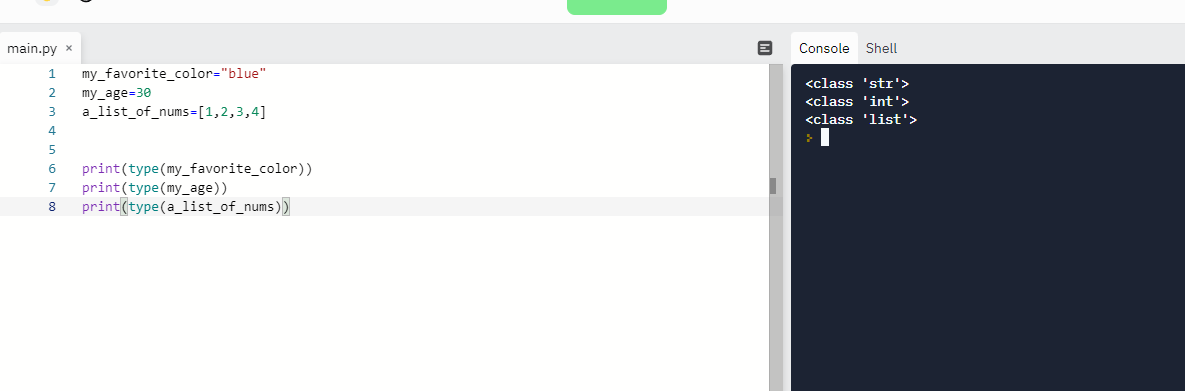 main.py ×
Console Shell
1 my_favorite_color="blue"
2 my_age=30
3 a_list_of_nums=[1,2,3,4]
4
5
6 print(type(my_favorite_color))
7 print(type(my_age))
8 print(type(a_list_of_nums))
<class 'str'>
<class 'int'>
<class 'list'>
>